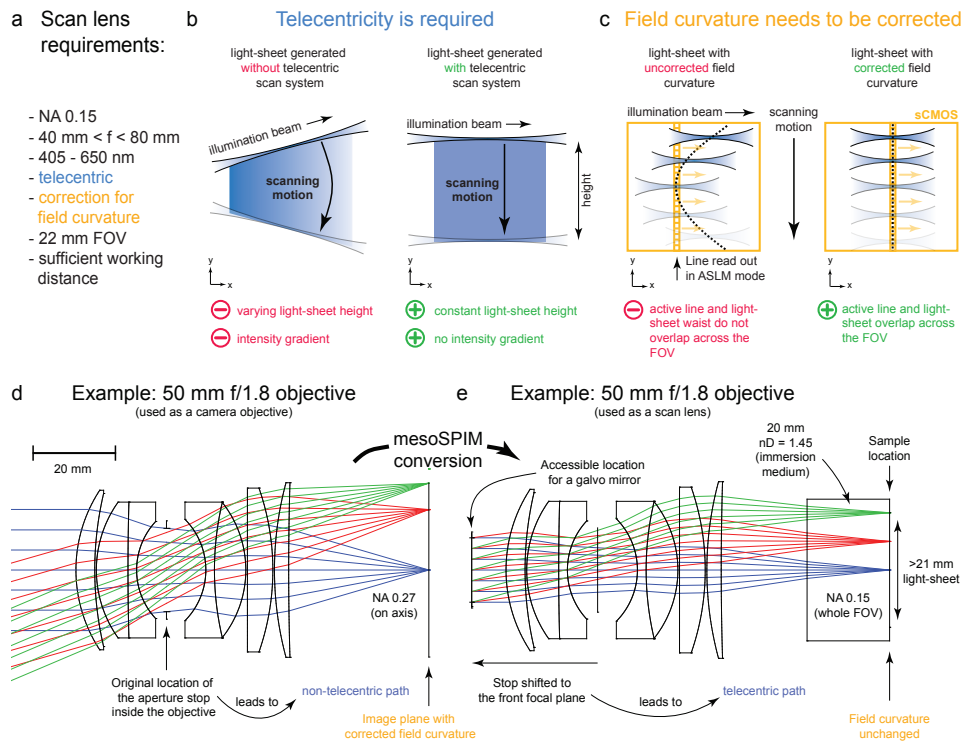 a Scan lens
requirements:
- NA 0.15
- 40 mm < f < 80 mm
- 405 - 650 nm
- telecentric
- correction for
field curvature
- 22 mm FOV
- sufficient working
distance
b Telecentricity is required
light-sheet generated
without telecentric
scan system
illumination beam
scanning
motion
y
x
varying light-sheet height
intensity gradient
light-sheet generated
with telecentric
scan system
illumination beam
scanning
motion
height
y
x
constant light-sheet height
no intensity gradient
c Field curvature needs to be corrected
light-sheet with
uncorrected field
curvature
illumination beam
scanning
motion
y
x
Line read out
in ASLM mode
active line and light-
sheet waist do not
overlap across the
FOV
light-sheet with
corrected field
curvature
sCMOS
y
x
active line and light-
sheet overlap across
the FOV
d Example: 50 mm f/1.8 objective
(used as a camera objective)
20 mm
mesoSPIM
conversion
NA 0.27
(on axis)
Original location of
the aperture stop
inside the objective
leads to
non-telecentric path
Image plane with
corrected field curvature
e Example: 50 mm f/1.8 objective
(used as a scan lens)
Accessible location
for a galvo mirror
20 mm
nD = 1.45
(immersion
medium)
Sample
location
>21 mm
light-sheet
NA 0.15
(whole FOV)
Stop shifted to
the front focal plane
leads to
telecentric path
Field curvature
unchanged